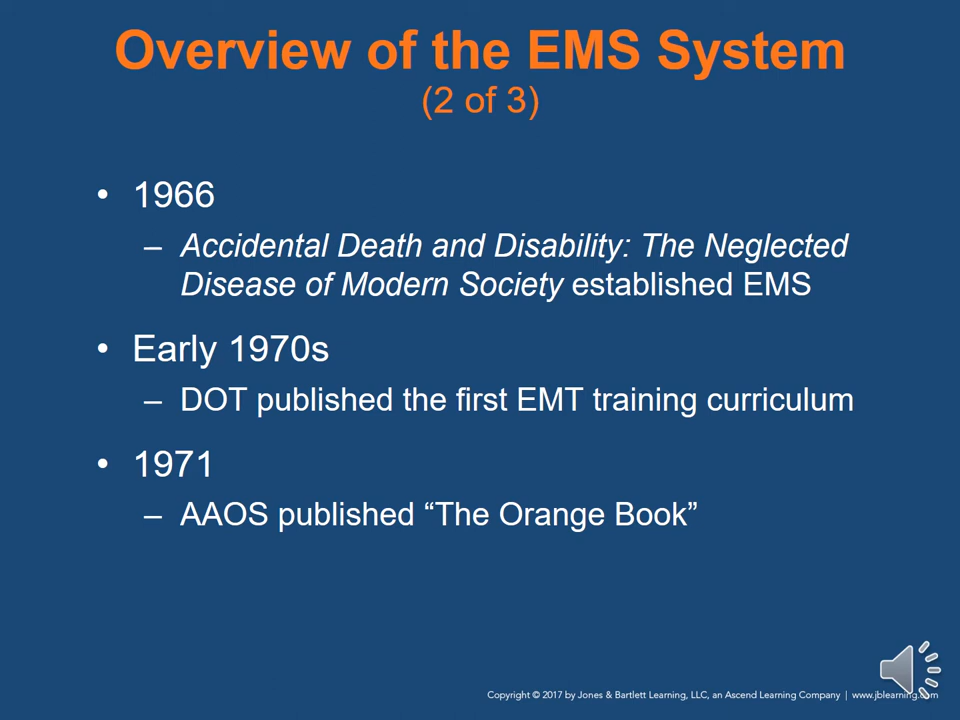 Overview of the EMS System
(2 of 3)
• 1966
– Accidental Death and Disability: The Neglected
Disease of Modern Society established EMS
• Early 1970s
– DOT published the first EMT training curriculum
• 1971
– AAOS published “The Orange Book”
Copyright © 2017 by Jones & Bartlett Learning, LLC, an Ascend Learning Company | www.jblearning.com